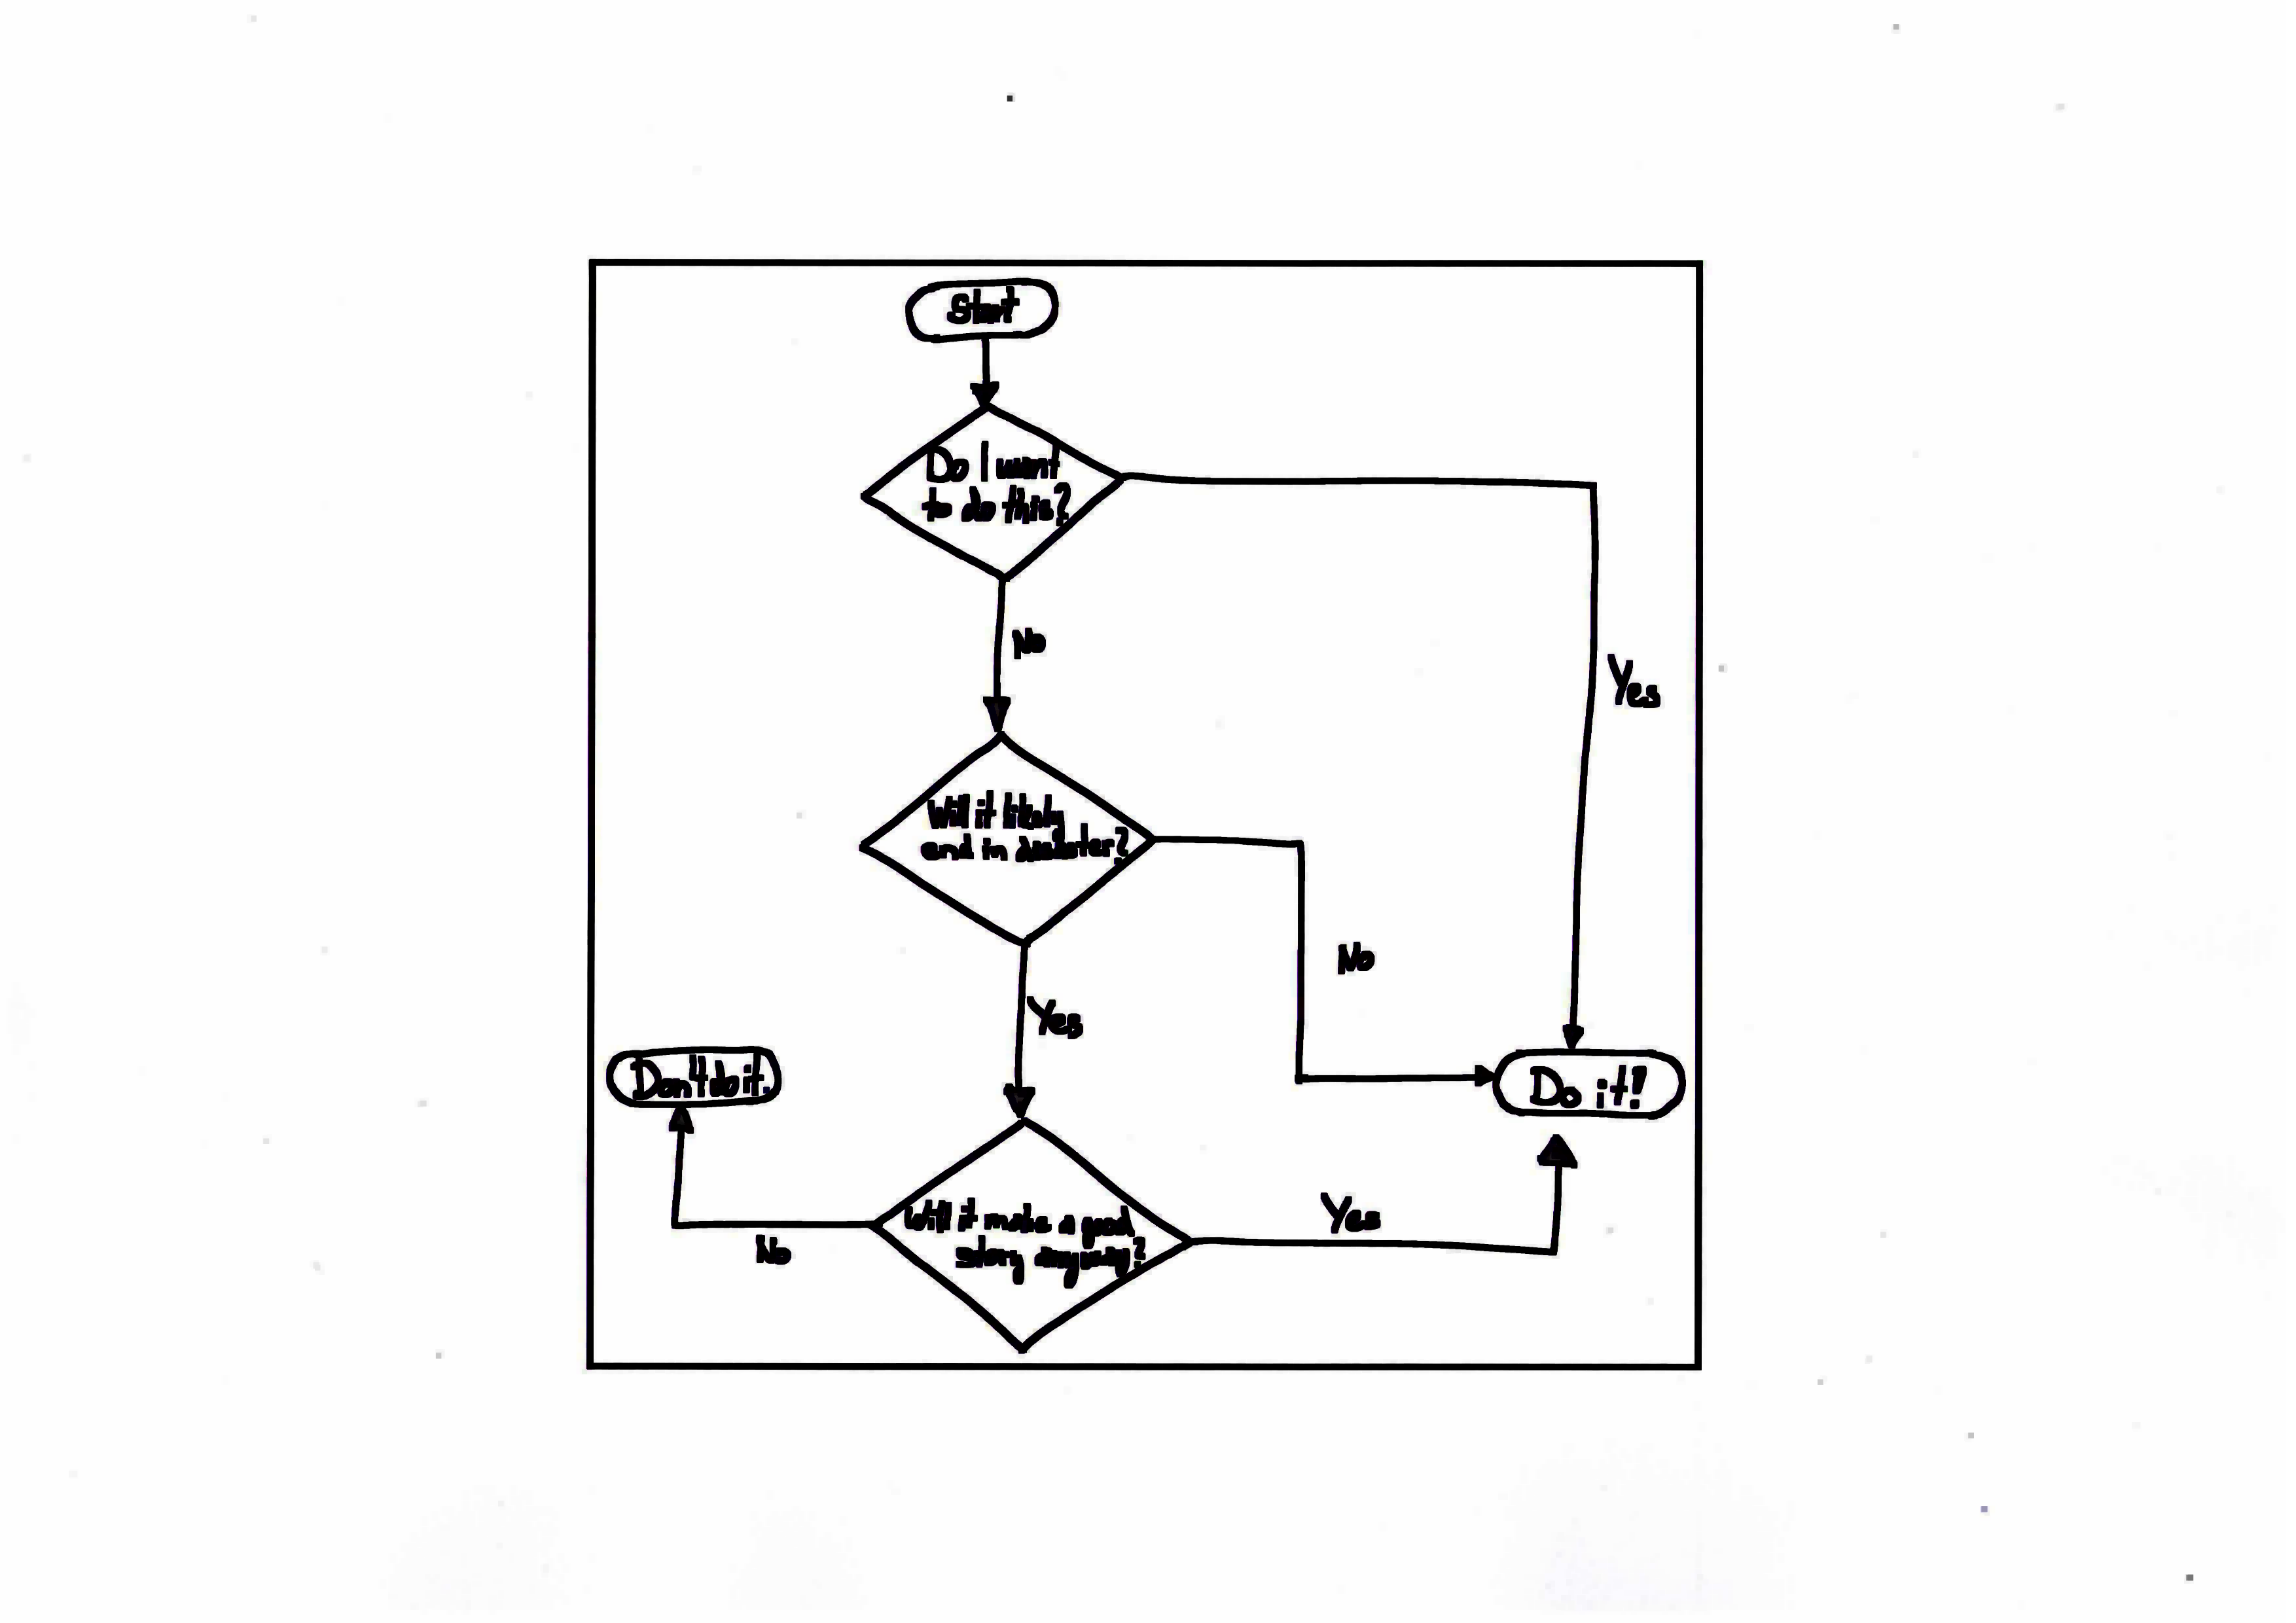 Start
Do I want
to do this?
No
Yes
Will it likely
end in disaster?
No
Yes
Don't do it.
Do it!
Will it make a good
story anyway?
Yes
No